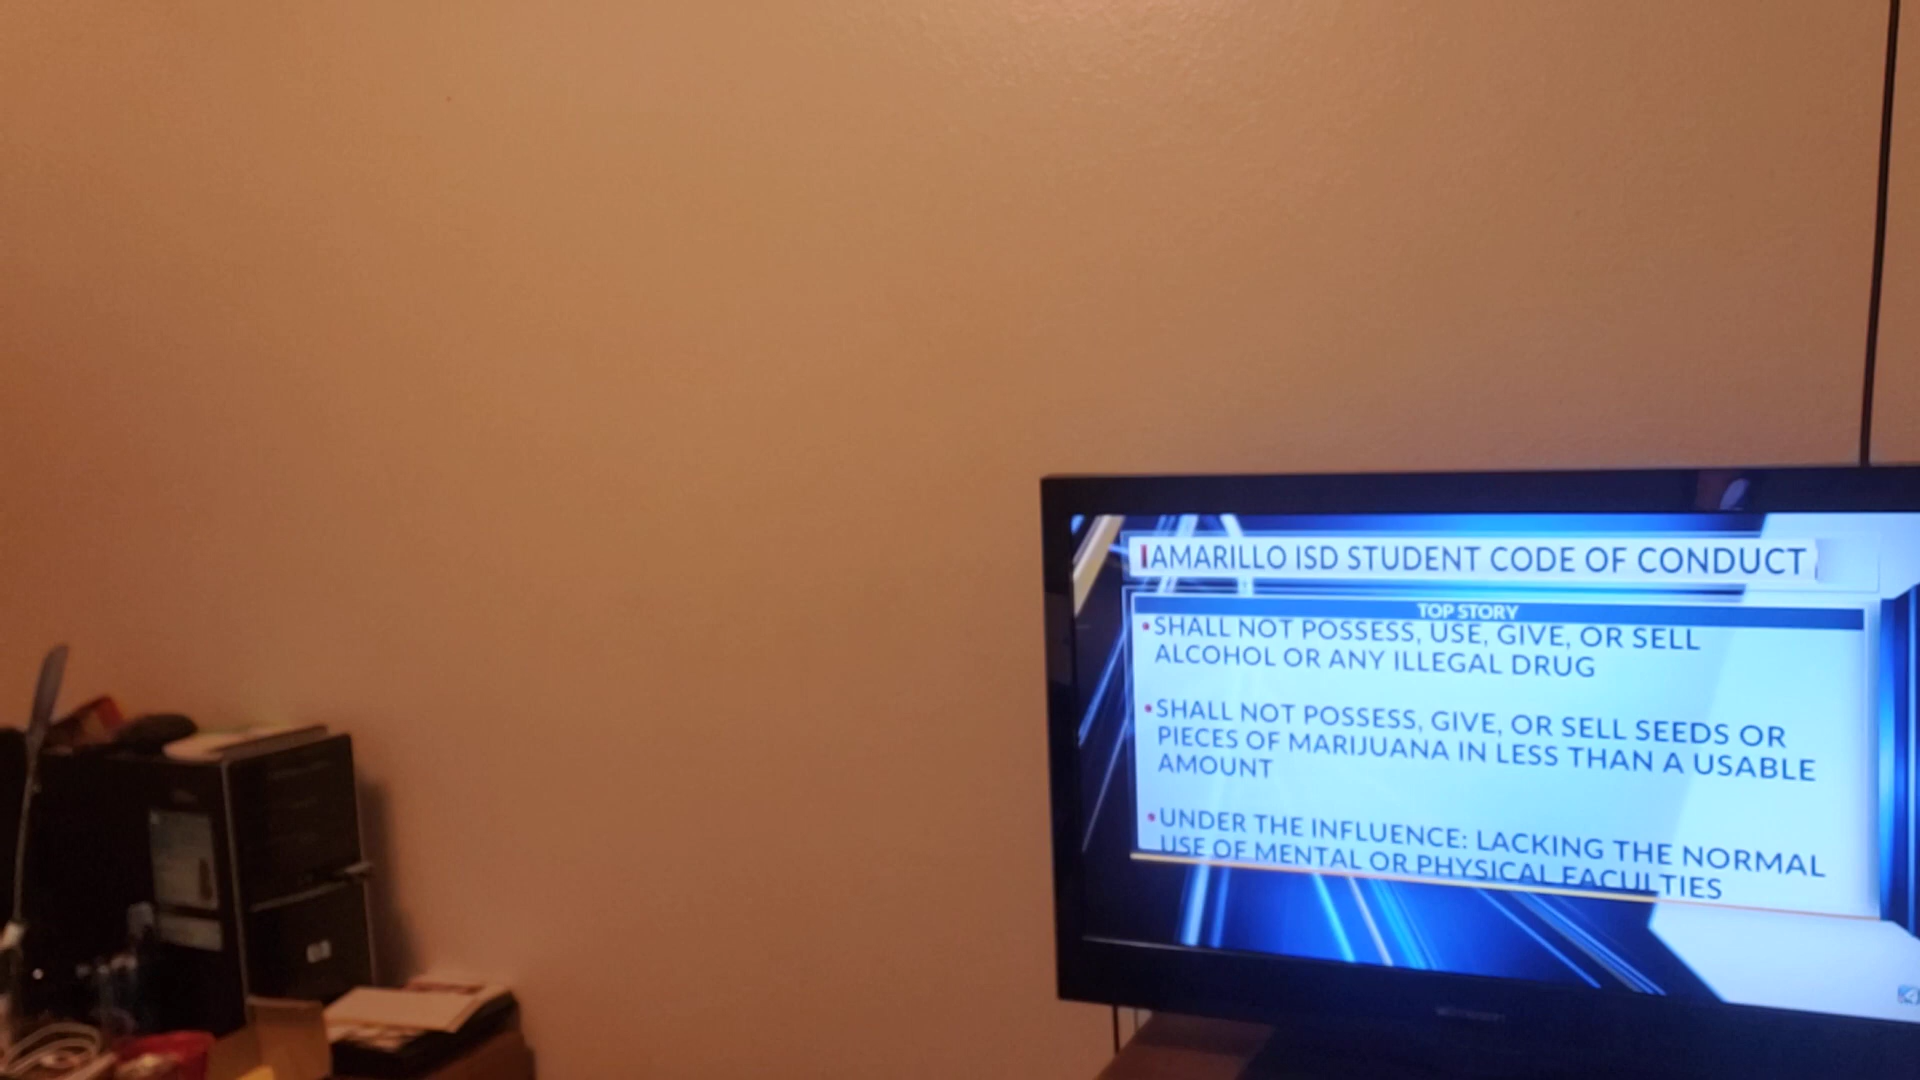 AMARILLO ISD STUDENT CODE OF CONDUCT
TOP STORY
•SHALL NOT POSSESS, USE, GIVE, OR SELL
ALCOHOL OR ANY ILLEGAL DRUG
•SHALL NOT POSSESS, GIVE, OR SELL SEEDS OR
PIECES OF MARIJUANA IN LESS THAN A USABLE
AMOUNT
•UNDER THE INFLUENCE: LACKING THE NORMAL
USE OF MENTAL OR PHYSICAL FACULTIES
hp